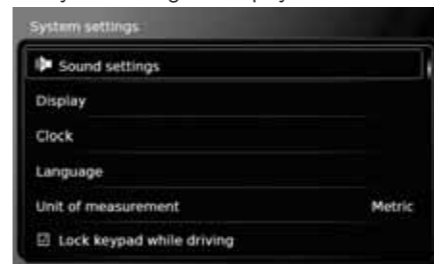 System settings
Sound settings
Display
Clock
Language
Unit of measurement Metric
Lock keypad while driving